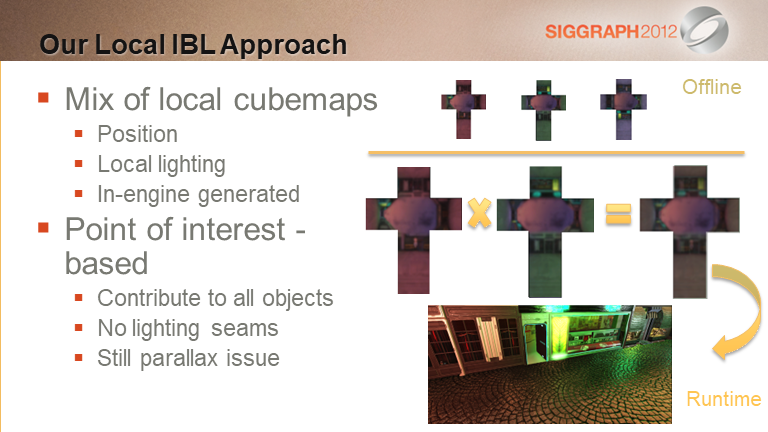 Our Local IBL Approach
SIGGRAPH2012
Mix of local cubemaps
Position
Local lighting
In-engine generated
Point of interest -
based
Contribute to all objects
No lighting seams
Still parallax issue
Offline
Runtime